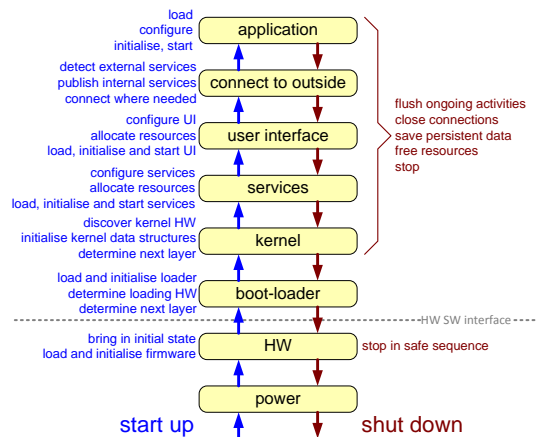 load
configure
initialise, start
application
detect external services
publish internal services
connect where needed
connect to outside
configure UI
allocate resources
load, initialise and start UI
user interface
flush ongoing activities
close connections
save persistent data
free resources
stop
configure services
allocate resources
load, initialise and start services
services
discover kernel HW
initialise kernel data structures
determine next layer
kernel
load and initialise loader
determine loading HW
determine next layer
boot-loader
HW SW interface
bring in initial state
load and initialise firmware
HW
stop in safe sequence
power
start up
shut down